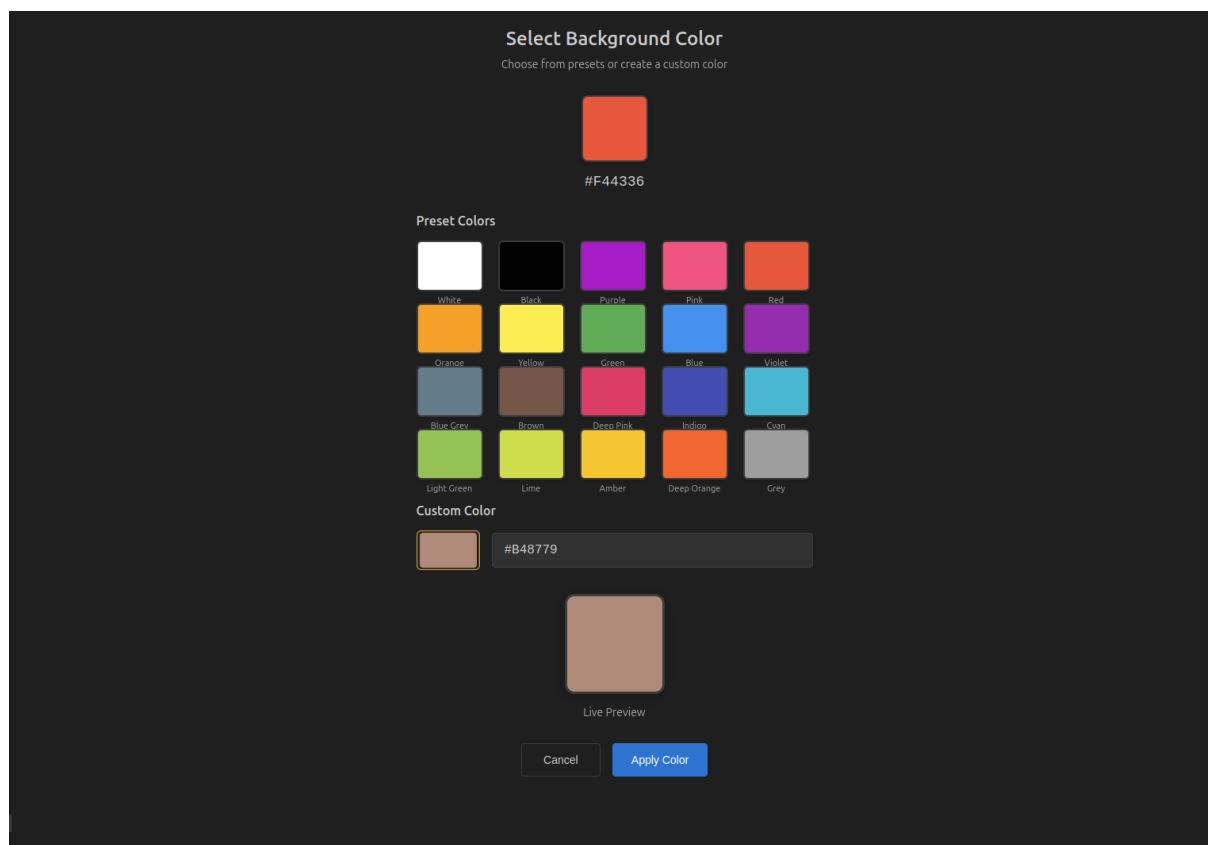 Select Background Color
Choose from presets or create a custom color
#F44336
Preset Colors
White Black Purple Pink Red
Orange Yellow Green Blue Violet
Blue Grey Brown Deep Pink Indigo Cyan
Light Green Lime Amber Deep Orange Grey
Custom Color
#B48779
Live Preview
Cancel Apply Color